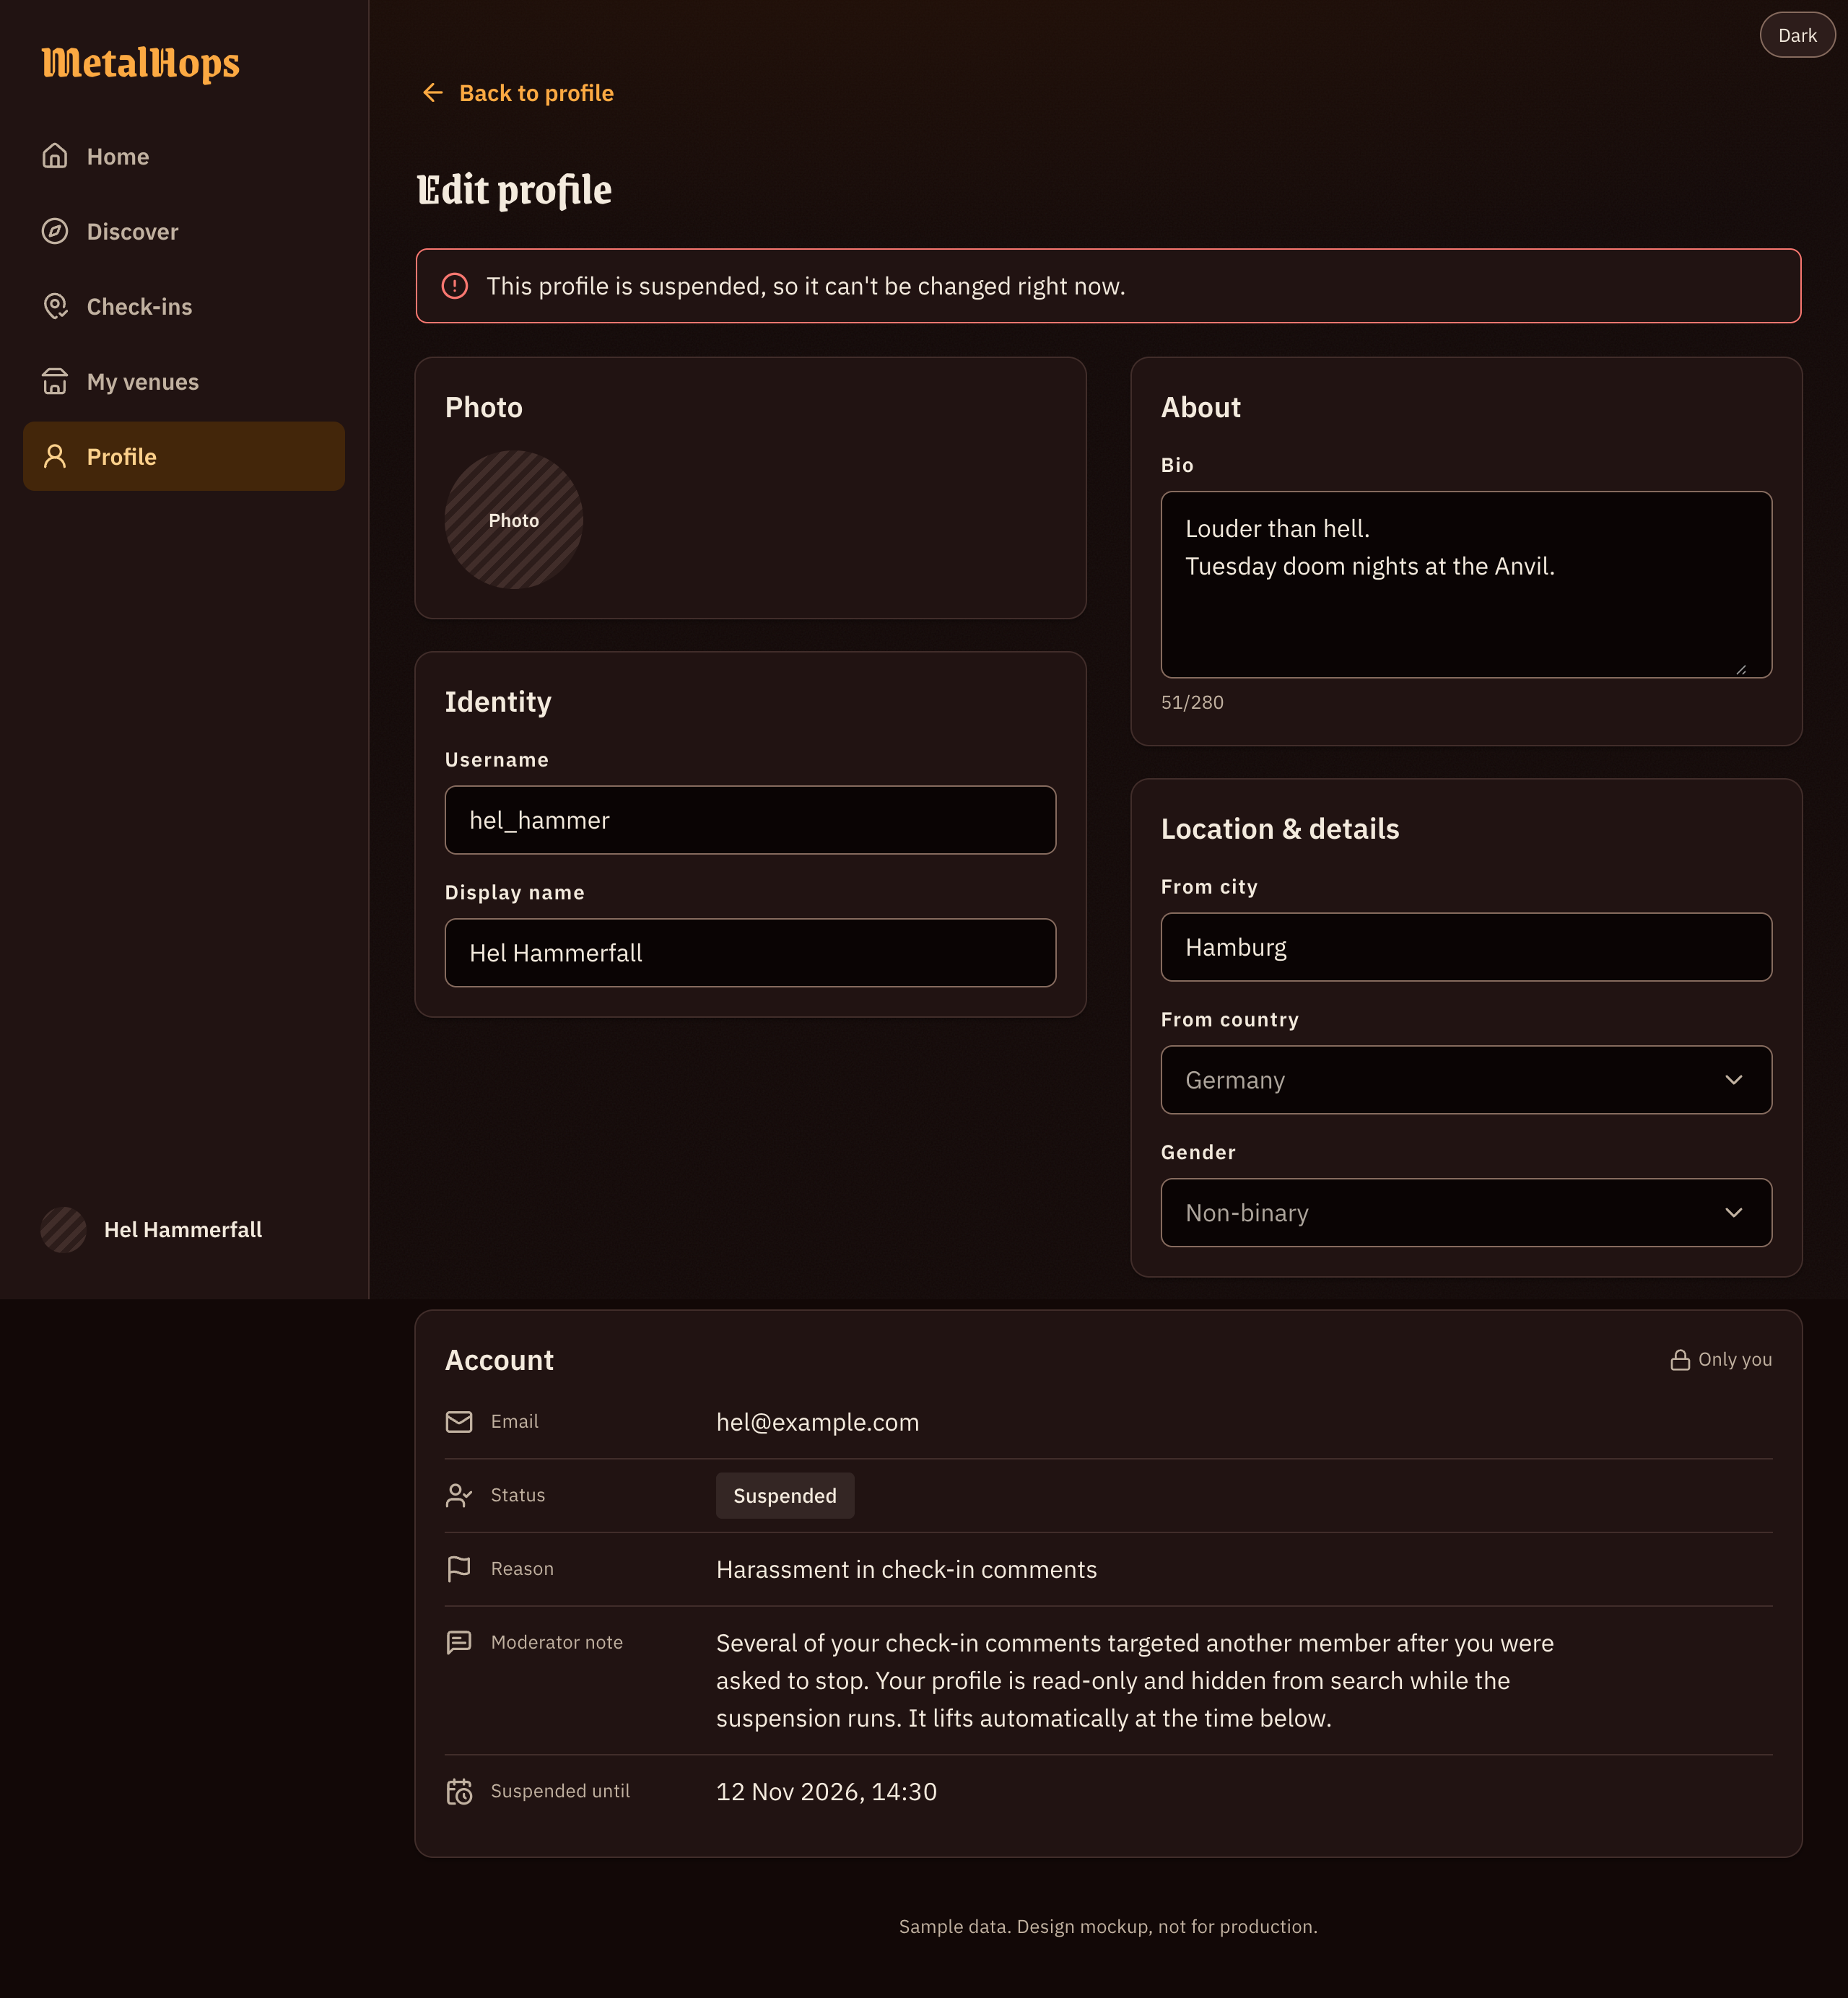 MetalHops
Home
Discover
Check-ins
My venues
Profile
Hel Hammerfall
Dark
Back to profile
Edit profile
This profile is suspended, so it can't be changed right now.
Photo
Photo
Identity
Username
hel_hammer
Display name
Hel Hammerfall
About
Bio
Louder than hell.
Tuesday doom nights at the Anvil.
51/280
Location & details
From city
Hamburg
From country
Germany
Gender
Non-binary
Account
Only you
Email
hel@example.com
Status
Suspended
Reason
Harassment in check-in comments
Moderator note
Several of your check-in comments targeted another member after you were
asked to stop. Your profile is read-only and hidden from search while the
suspension runs. It lifts automatically at the time below.
Suspended until
12 Nov 2026, 14:30
Sample data. Design mockup, not for production.